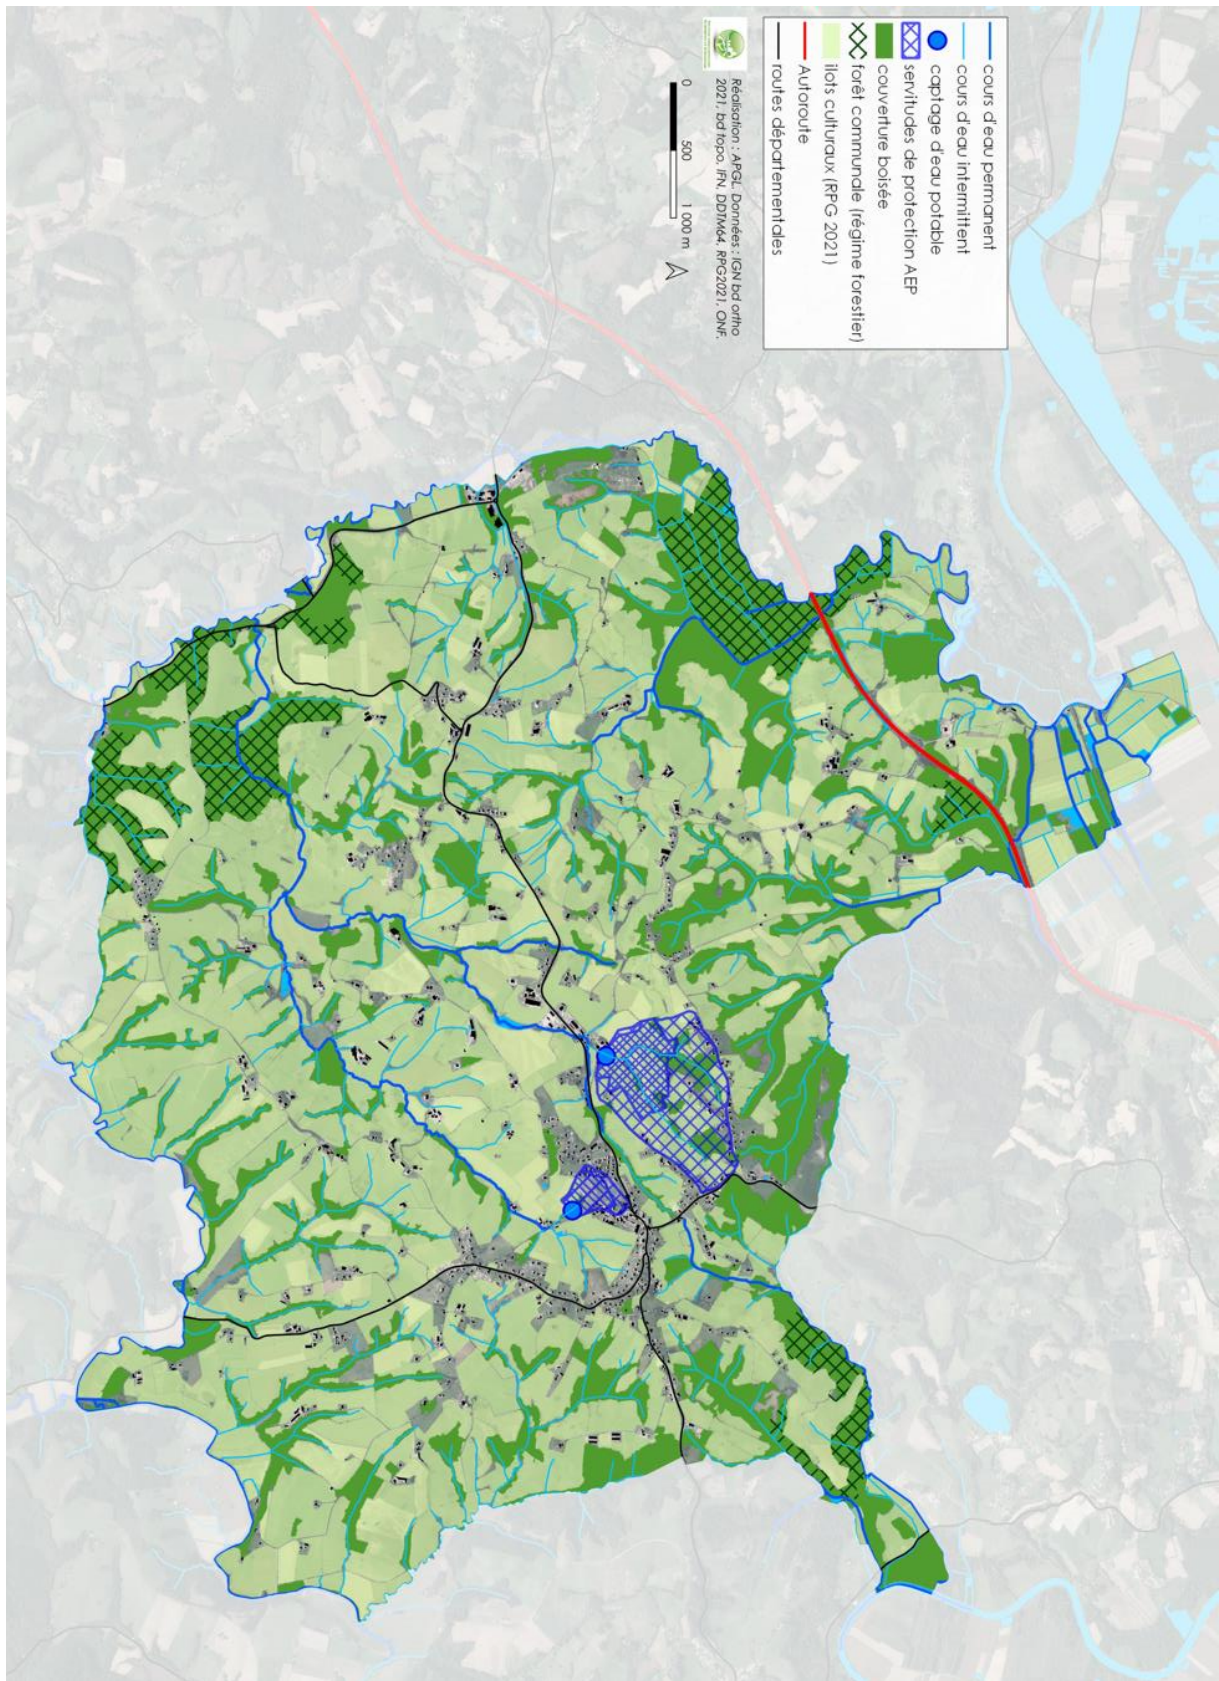 cours d'eau permanent
cours d'eau intermittent
captage d'eau potable
servitudes de protection AEP
couverture boisée
forêt communale (régime forestier)
ilots culturaux (RPG 2021)
Autoroute
routes départementales
0 500 1 000 m
Réalisation : APGL. Données : IGN bd ortho
2021, bd topo, IFN, DDTM64, RPG2021, ONF.